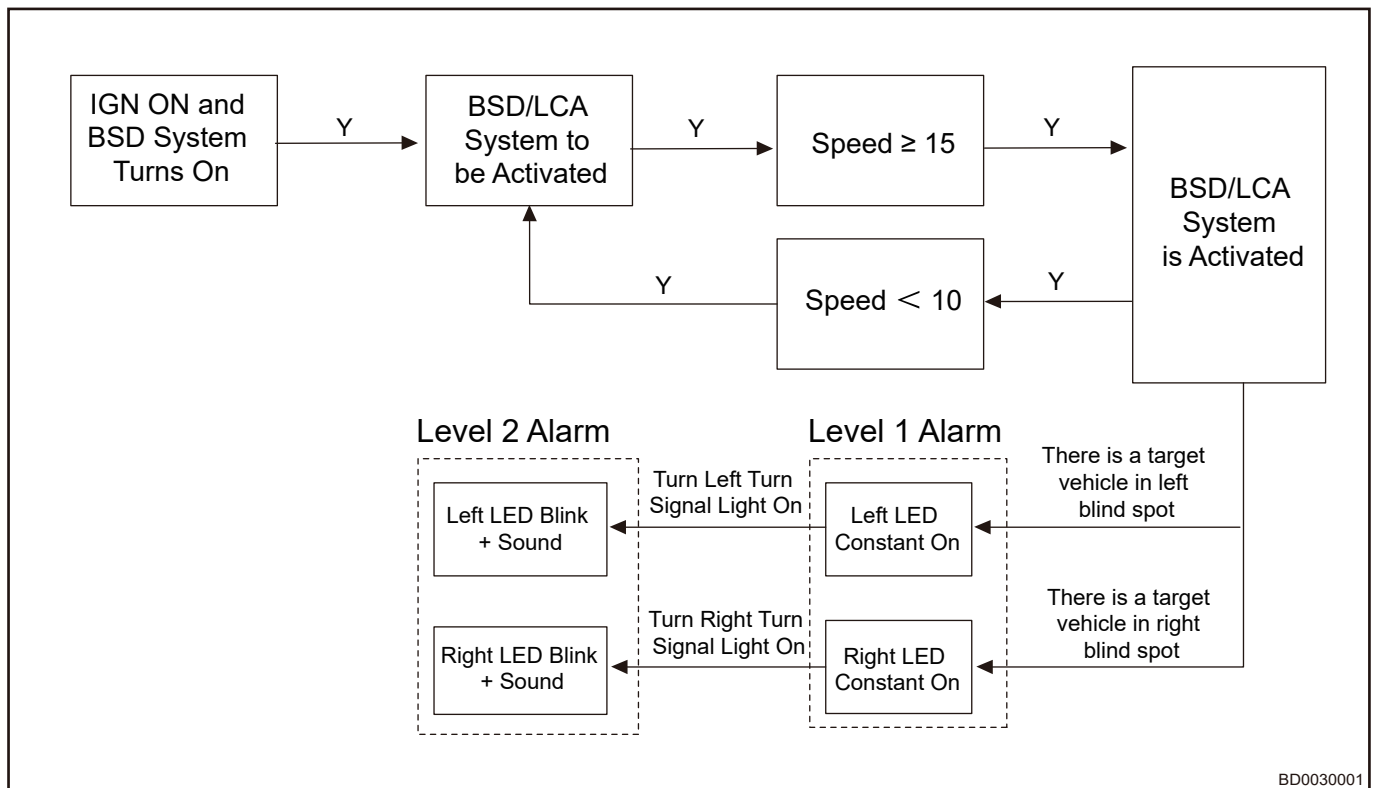 IGN ON and
BSD System
Turns On
Y
BSD/LCA
System to
be Activated
Y
Speed ≥ 15
Y
BSD/LCA
System
is Activated
Y
Speed < 10
Y
Level 2 Alarm
Level 1 Alarm
There is a target
vehicle in left
blind spot
Left LED
Constant On
Turn Left Turn
Signal Light On
Left LED Blink
+ Sound
There is a target
vehicle in right
blind spot
Right LED
Constant On
Turn Right Turn
Signal Light On
Right LED Blink
+ Sound
BD0030001